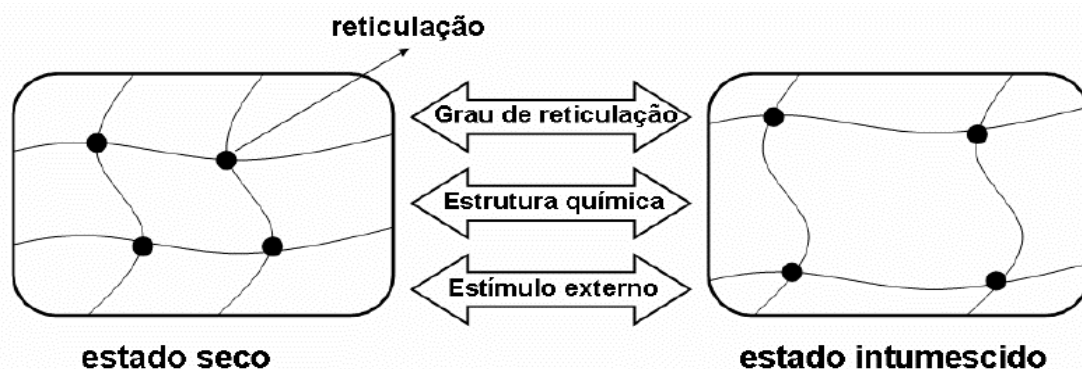 reticulação
Grau de reticulação
Estrutura química
Estímulo externo
estado seco
estado intumescido